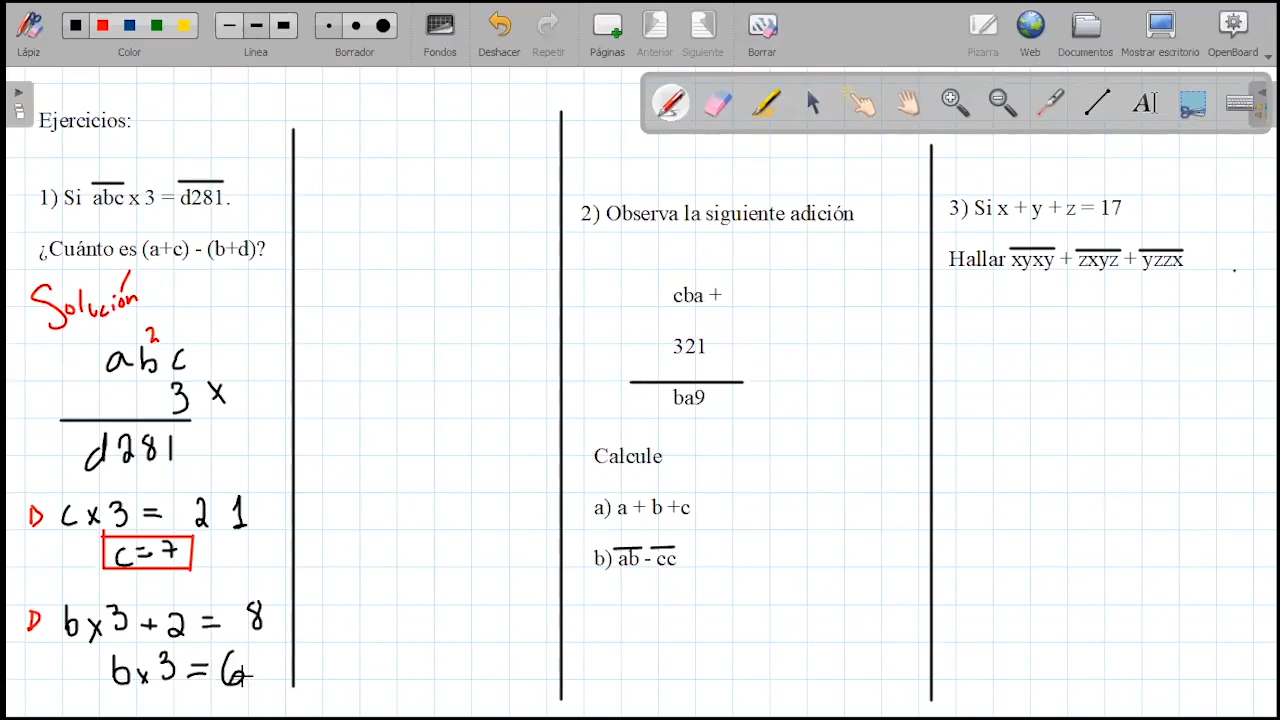 Lápiz
Color
Línea
Borrador
Fondos
Deshacer
Repetir
Páginas
Anterior
Siguiente
Borrar
Pizarra
Web
Documentos
Mostrar escritorio
OpenBoard
Ejercicios:
1) Si abc x 3 = d281.
¿Cuánto es (a+c) - (b+d)?
Solución
2
abc
3 x
d281
c x 3 = 2 1
c = 7
b x 3 + 2 = 8
b x 3 = 6
2) Observa la siguiente adición
cba +
321
ba9
Calcule
a) a + b +c
b) ab - cc
3) Si x + y + z = 17
Hallar xyxy + zxyz + yzzx